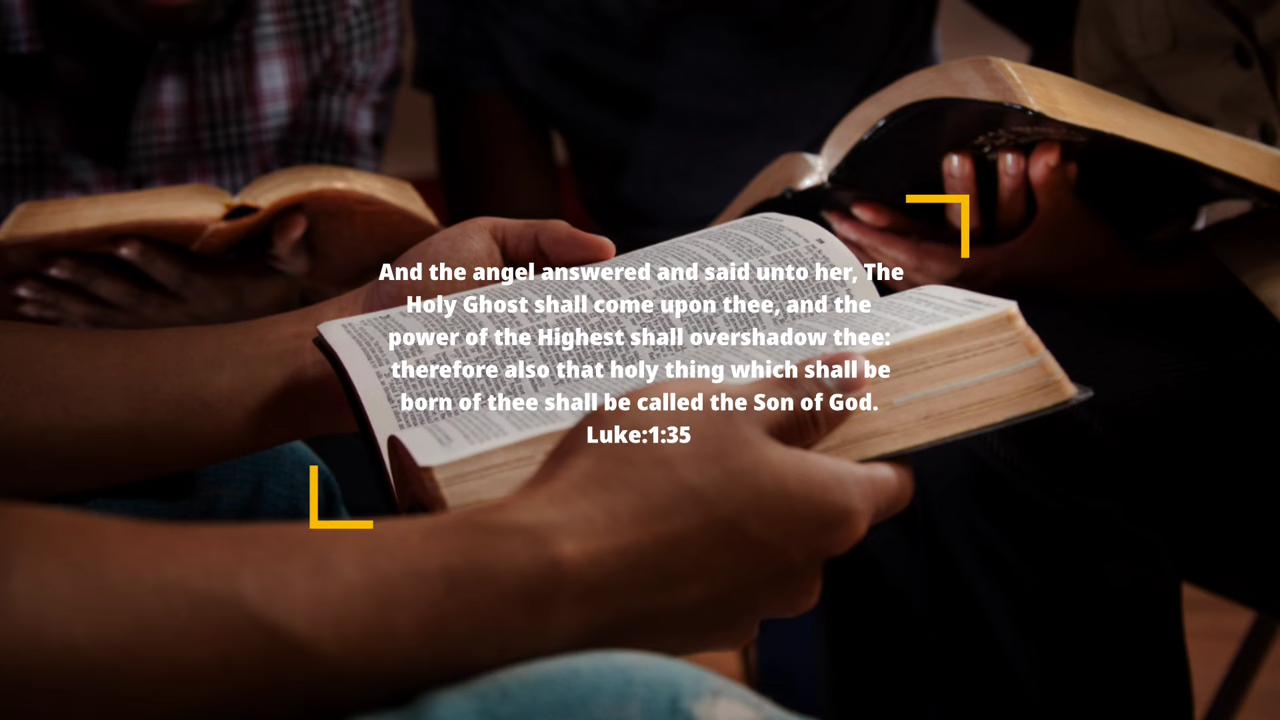 And the angel answered and said unto her, The
Holy Ghost shall come upon thee, and the
power of the Highest shall overshadow thee:
therefore also that holy thing which shall be
born of thee shall be called the Son of God.
Luke:1:35